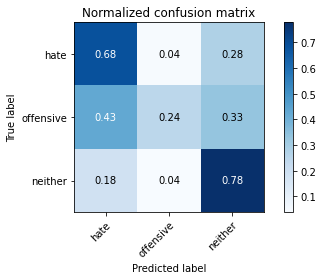 Normalized confusion matrix
True label
hate 0.68 0.04 0.28
offensive 0.43 0.24 0.33
neither 0.18 0.04 0.78
hate offensive neither
Predicted label
0.7
0.6
0.5
0.4
0.3
0.2
0.1